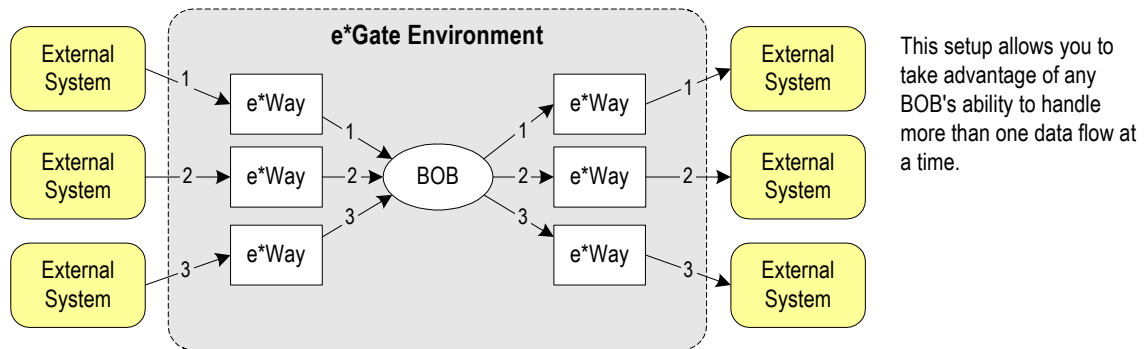 e*Gate Environment
External
System
1
e*Way
1
External
System
2
e*Way
2
External
System
3
e*Way
3
BOB
1
e*Way
1
External
System
2
e*Way
2
External
System
3
e*Way
3
External
System
This setup allows you to
take advantage of any
BOB's ability to handle
more than one data flow at
a time.